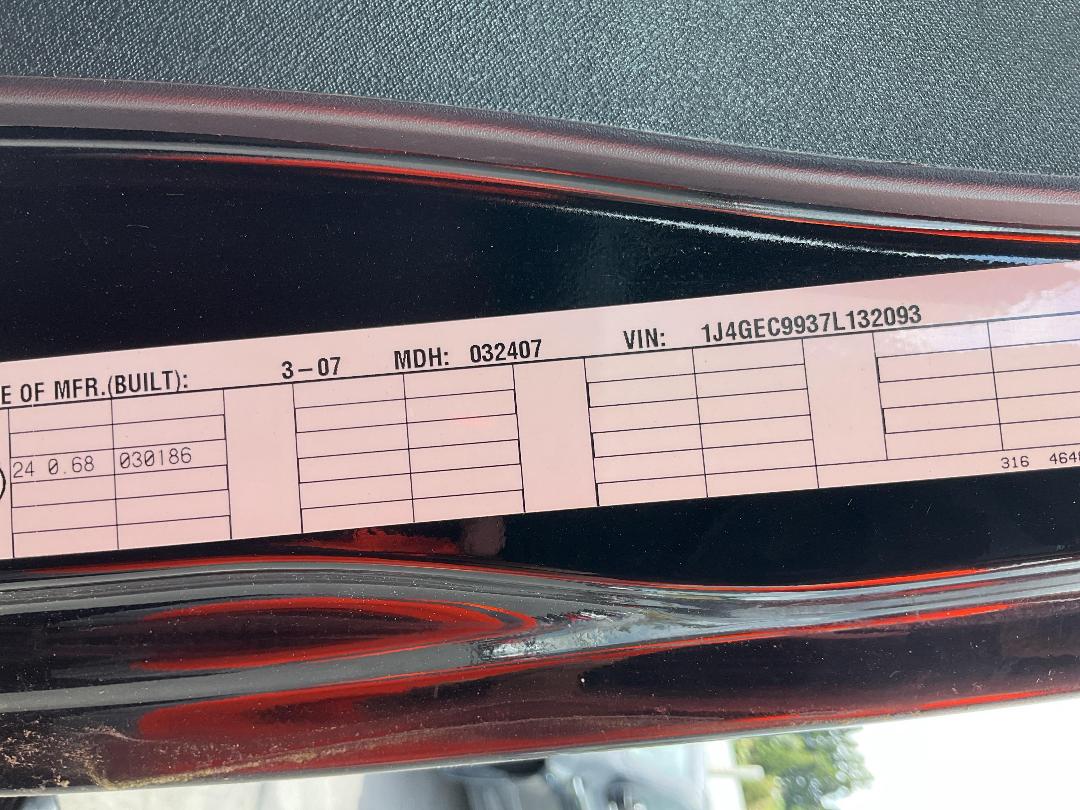 E OF MFR.(BUILT): 3-07 MDH: 032407 VIN: 1J4GEC9937L132093
24 0.68 030186
316 464